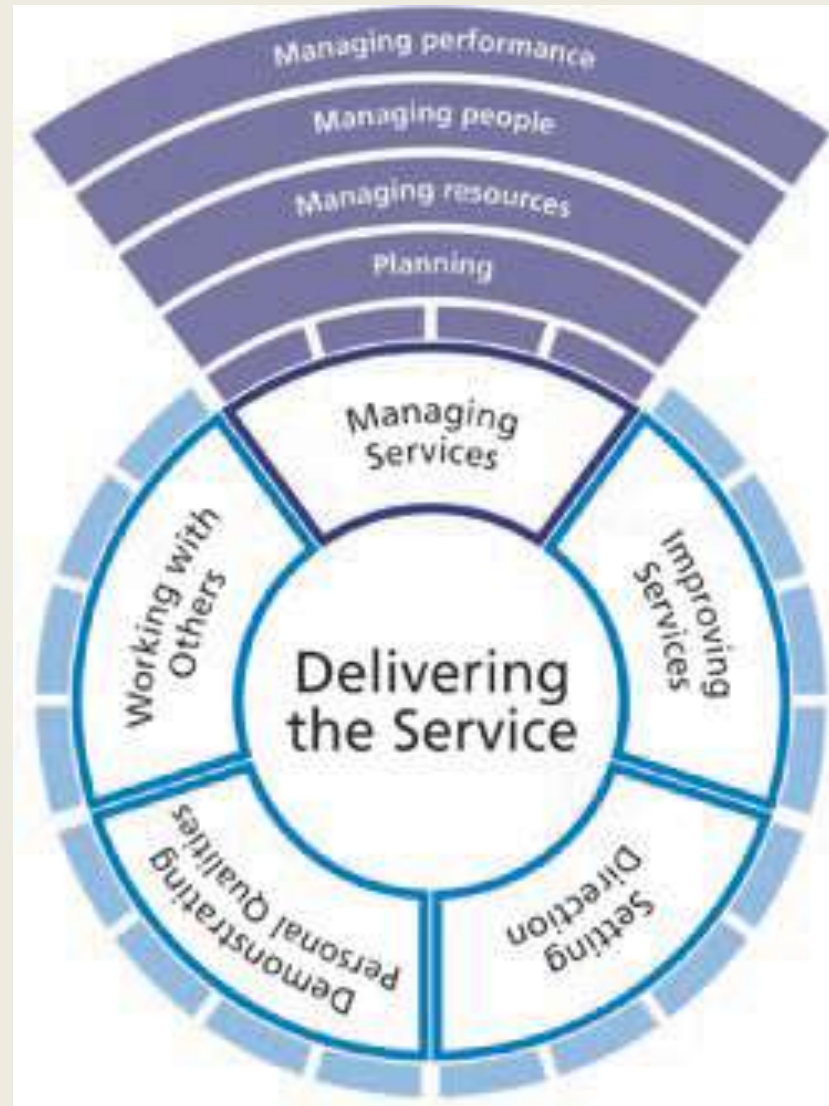 Managing performance
Managing people
Managing resources
Planning
Managing
Services
Working with
Others
Improving
Services
Delivering
the Service
Demonstrating
Personal Qualities
Setting
Direction